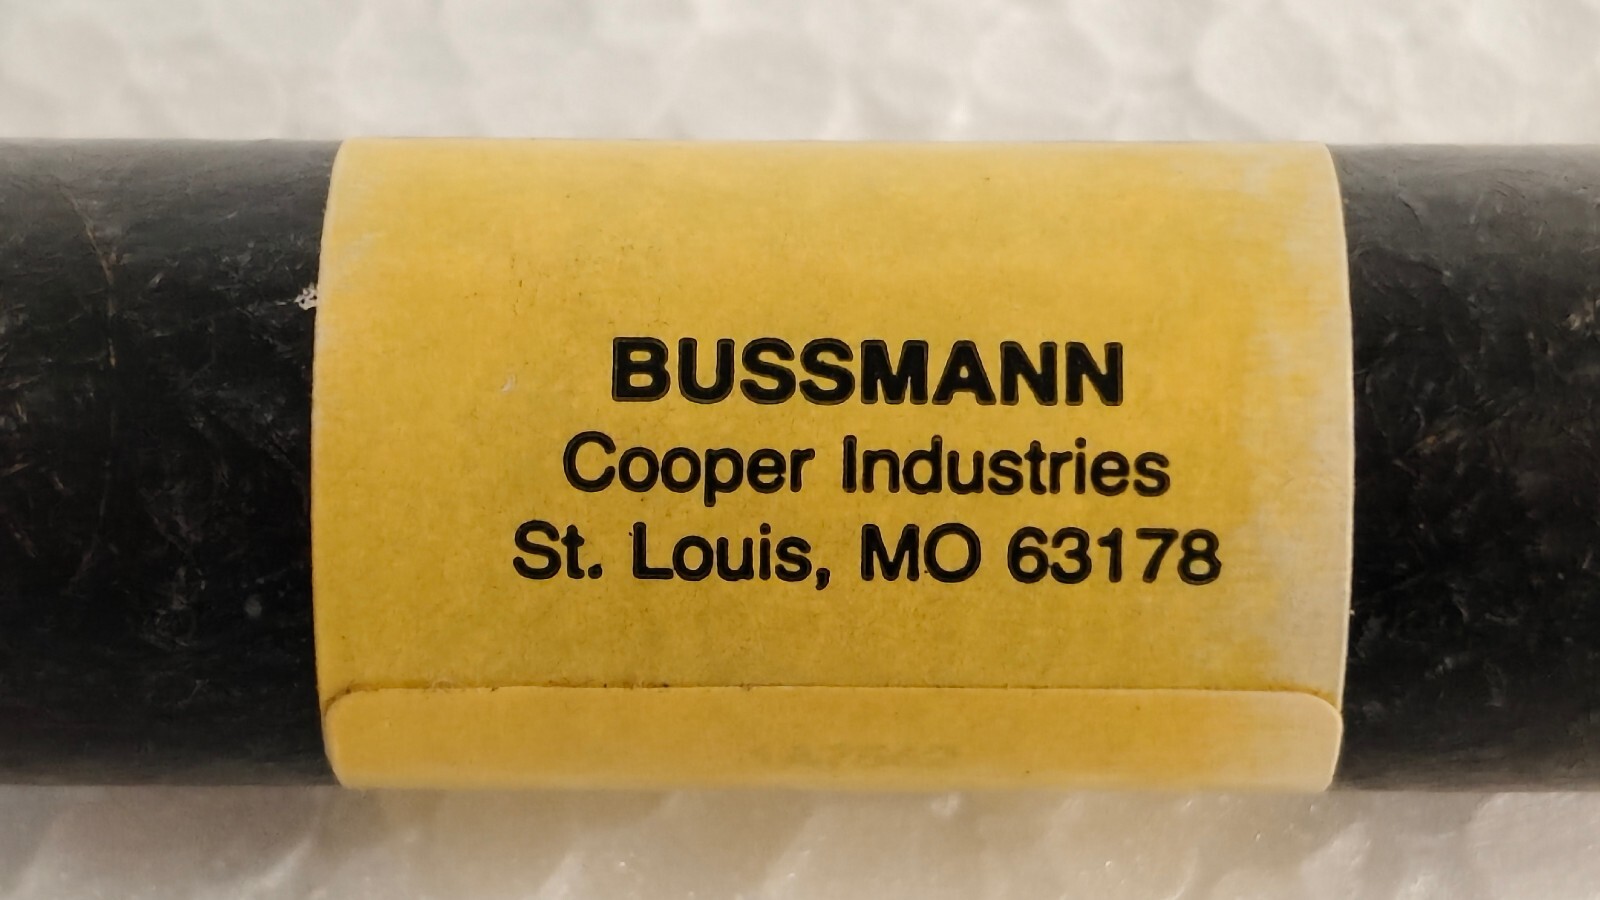 BUSSMANN
Cooper Industries
St. Louis, MO 63178